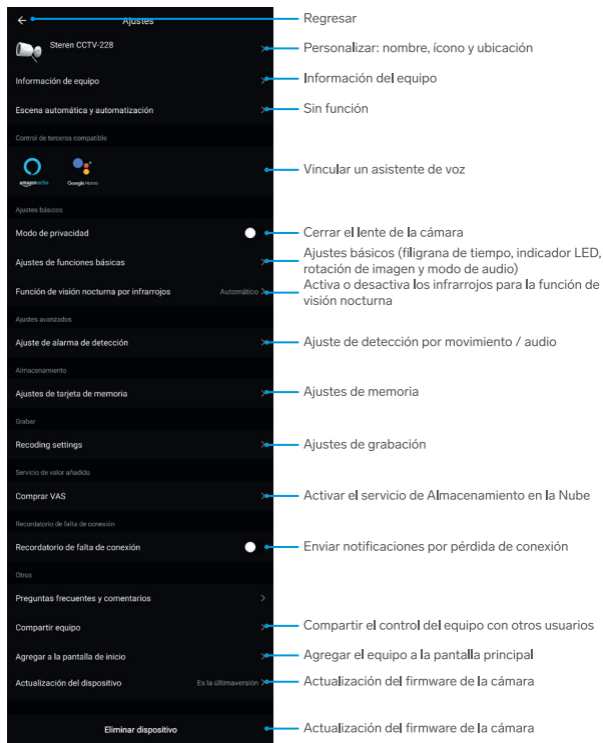 Ajustes
Regresar
Steren CCTV-228
Personalizar: nombre, ícono y ubicación
Información de equipo
Información del equipo
Escena automática y automatización
Sin función
Control de terceros compatible
amazon echo
Google Home
Vincular un asistente de voz
Ajustes básicos
Modo de privacidad
Cerrar el lente de la cámara
Ajustes de funciones básicas
Ajustes básicos (filigrana de tiempo, indicador LED,
rotación de imagen y modo de audio)
Función de visión nocturna por infrarrojos
Automático
Activa o desactiva los infrarrojos para la función de
visión nocturna
Ajustes avanzados
Ajuste de alarma de detección
Ajuste de detección por movimiento / audio
Almacenamiento
Ajustes de tarjeta de memoria
Ajustes de memoria
Grabar
Recoding settings
Ajustes de grabación
Servicio de valor añadido
Comprar VAS
Activar el servicio de Almacenamiento en la Nube
Recordatorio de falta de conexión
Recordatorio de falta de conexión
Enviar notificaciones por pérdida de conexión
Otros
Preguntas frecuentes y comentarios
Compartir equipo
Compartir el control del equipo con otros usuarios
Agregar a la pantalla de inicio
Agregar el equipo a la pantalla principal
Actualización del dispositivo
Es la últimaversión
Actualización del firmware de la cámara
Eliminar dispositivo
Actualización del firmware de la cámara